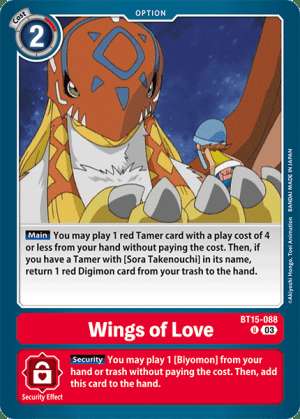 OPTION
Cost
2
Main You may play 1 red Tamer card with a play cost of
4 or less from your hand without paying the cost. Then, if
you have a Tamer with [Sora Takenouchi] in its name,
return 1 red Digimon card from your trash to the hand.
©Akiyoshi Hongo, Toei Animation BANDAI MADE IN JAPAN
BT15-088
Wings of Love
U 03
Security You may play 1 [Biyomon] from your
hand or trash without paying the cost. Then, add
this card to the hand.
Security Effect